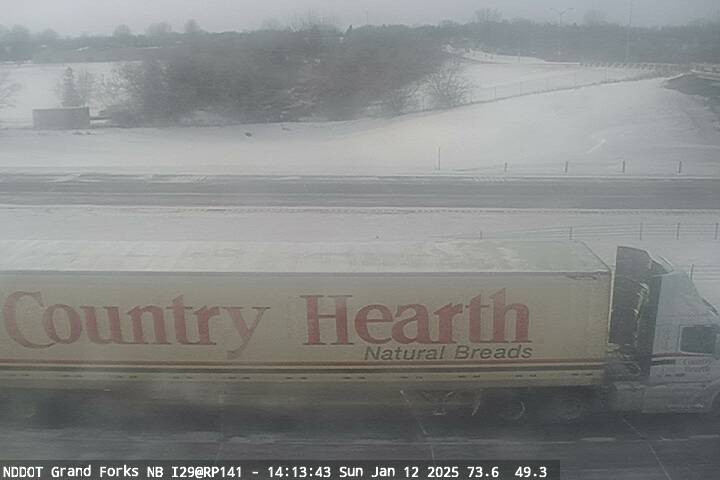 Country Hearth
Natural Breads
Country
NDDOT Grand Forks NB I29@RP141 - 14:13:43 Sun Jan 12 2025 73.6 49.3